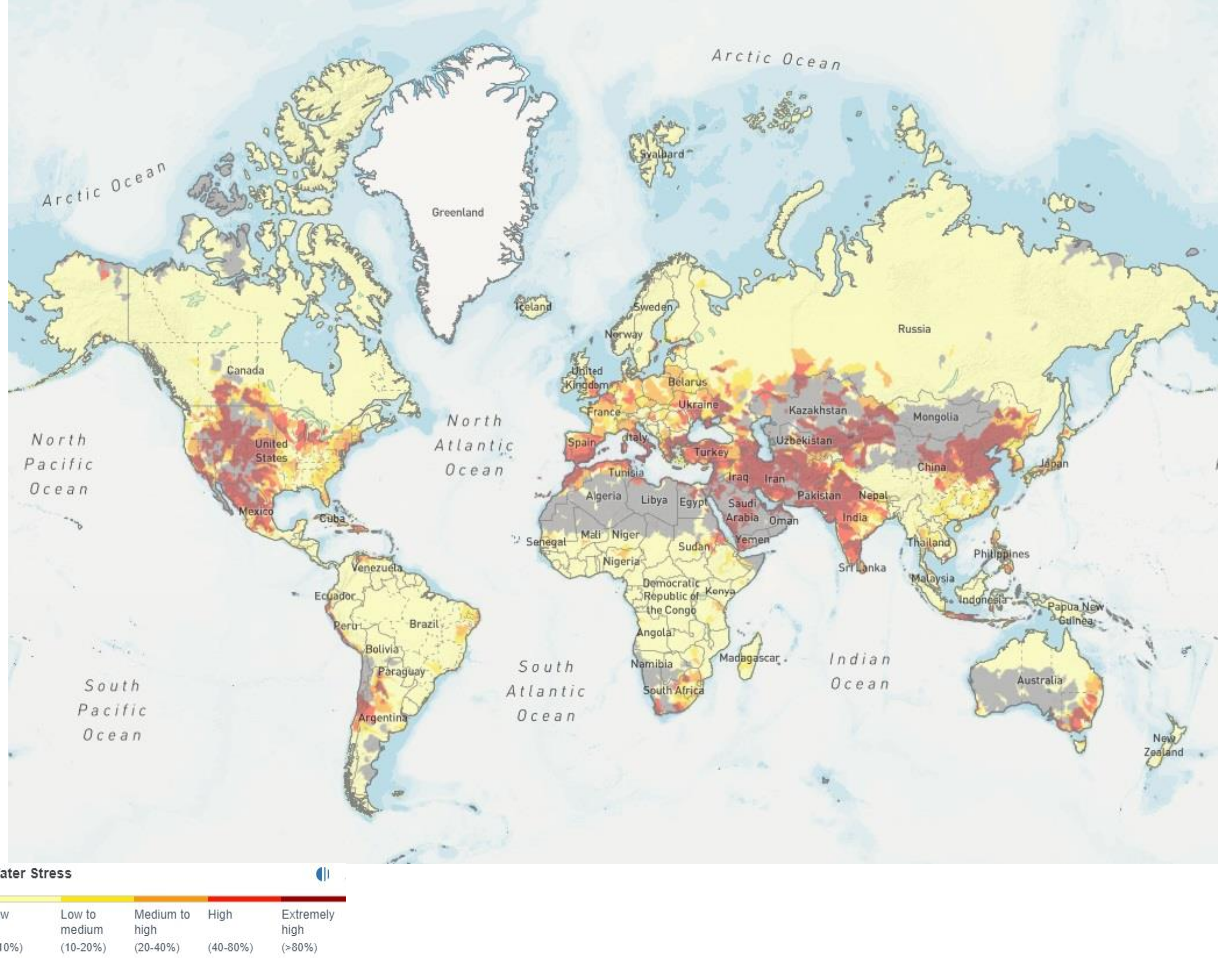 Arctic Ocean
Arctic Ocean
Svalbard
Greenland
Iceland
Sweden
Norway
Russia
Canada
United
Kingdom
Belarus
Ukraine
France
Kazakhstan
Mongolia
North
Pacific
Ocean
North
Atlantic
Ocean
United
States
Spain
Italy
Turkey
Uzbekistan
China
Japan
Tunisia
Iraq
Iran
Pakistan
Nepal
Mexico
Cuba
Algeria
Libya
Egypt
Saudi
Arabia
Oman
India
Senegal
Mali
Niger
Sudan
Yemen
Thailand
Philippines
Venezuela
Nigeria
Sri Lanka
Malaysia
Ecuador
Democratic
Republic of
the Congo
Kenya
Indonesia
Papua New
Guinea
Peru
Brazil
Angola
Bolivia
Paraguay
Namibia
Madagascar
Indian
Ocean
South
Pacific
Ocean
South
Atlantic
Ocean
South Africa
Australia
Argentina
New
Zealand
ater Stress
w
Low to
medium
Medium to
high
High
Extremely
high
10%)
(10-20%)
(20-40%)
(40-80%)
(>80%)